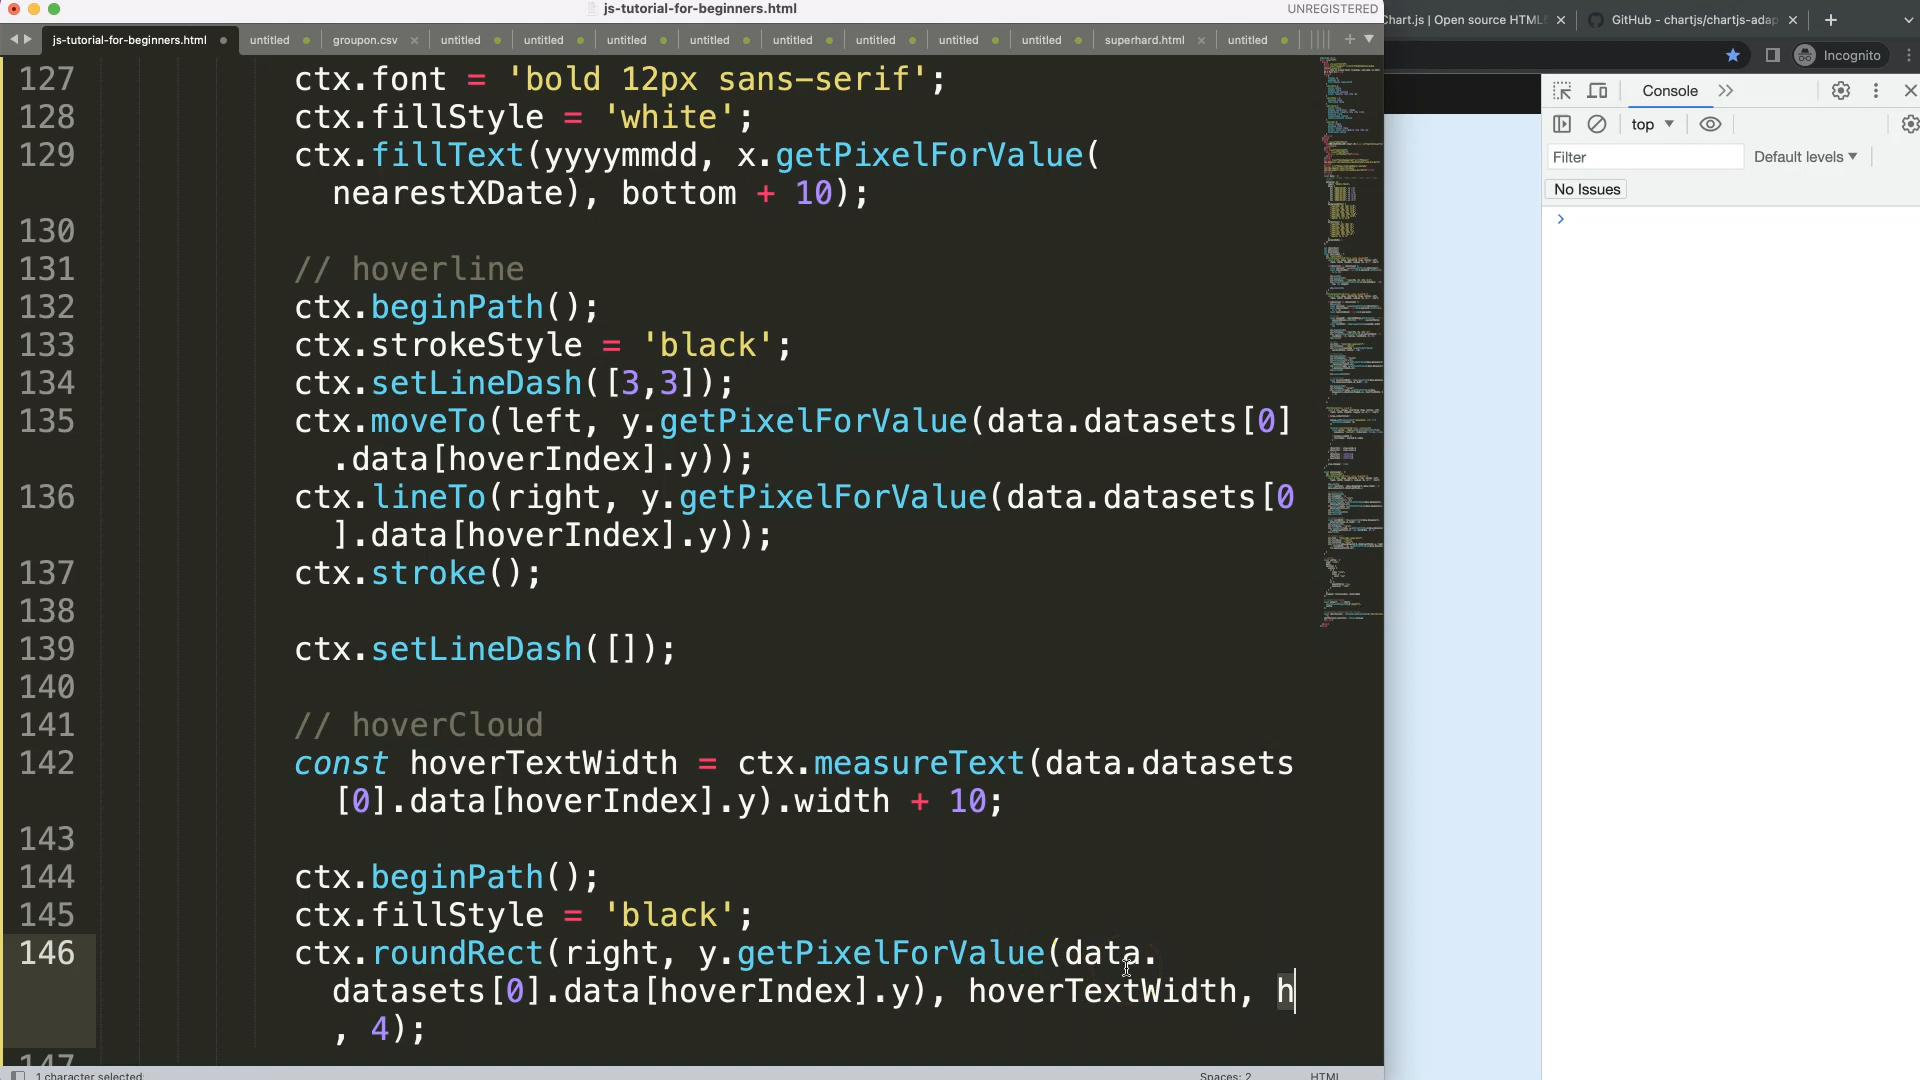 js-tutorial-for-beginners.html
UNREGISTERED
js-tutorial-for-beginners.html untitled groupon.csv untitled untitled untitled untitled untitled untitled untitled untitled superhard.html untitled
Chart.js | Open source HTML5 GitHub - chartjs/chartjs-adap
Incognito
127 ctx.font = 'bold 12px sans-serif';
128 ctx.fillStyle = 'white';
129 ctx.fillText(yyyymmdd, x.getPixelForValue(
nearestXDate), bottom + 10);
130
131 // hoverline
132 ctx.beginPath();
133 ctx.strokeStyle = 'black';
134 ctx.setLineDash([3,3]);
135 ctx.moveTo(left, y.getPixelForValue(data.datasets[0]
.data[hoverIndex].y));
136 ctx.lineTo(right, y.getPixelForValue(data.datasets[0
].data[hoverIndex].y));
137 ctx.stroke();
138
139 ctx.setLineDash([]);
140
141 // hoverCloud
142 const hoverTextWidth = ctx.measureText(data.datasets
[0].data[hoverIndex].y).width + 10;
143
144 ctx.beginPath();
145 ctx.fillStyle = 'black';
146 ctx.roundRect(right, y.getPixelForValue(data.
datasets[0].data[hoverIndex].y), hoverTextWidth, h
, 4);
147
1 character selected
Spaces: 2 HTML
Console
top
Filter Default levels
No Issues